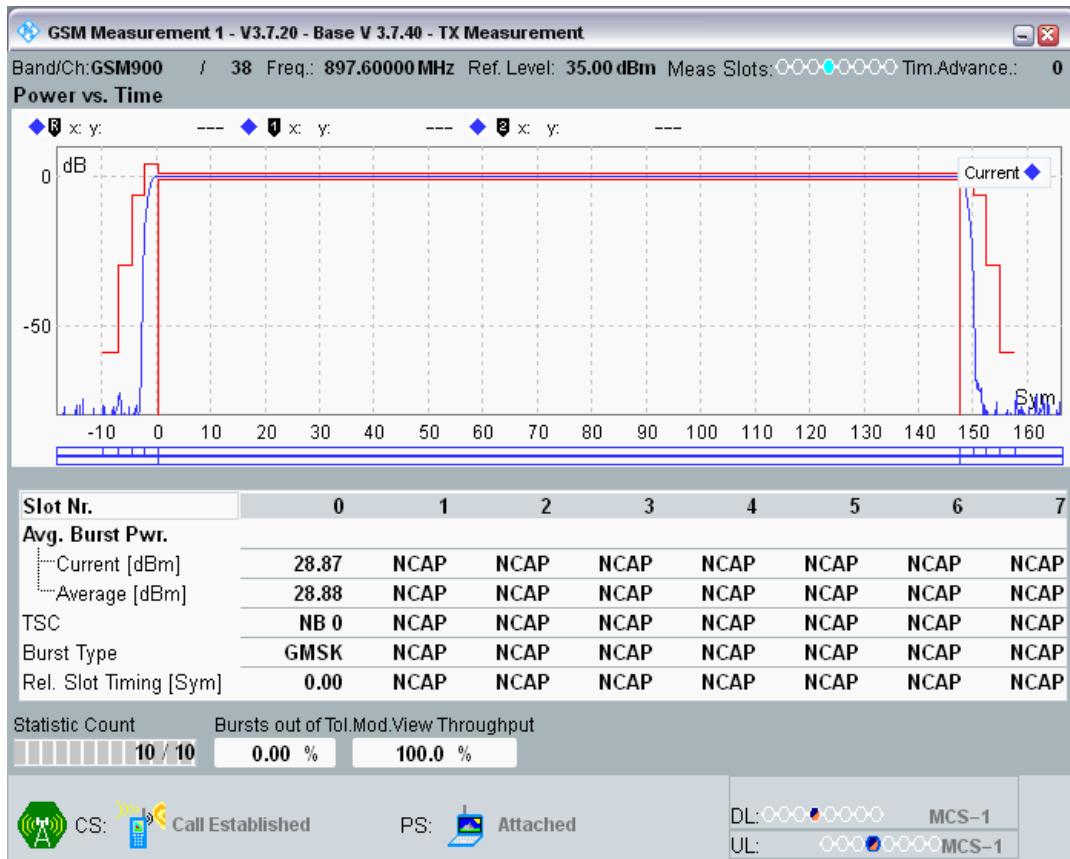 GSM Measurement 1 - V3.7.20 - Base V 3.7.40 - TX Measurement
Band/Ch:GSM900 / 38 Freq.: 897.60000 MHz Ref. Level: 35.00 dBm Meas Slots: Tim.Advance.: 0
Power vs. Time
R x: y: --- 1 x: y: --- 2 x: y: ---
dB
Current
0
-50
Sym
-10 0 10 20 30 40 50 60 70 80 90 100 110 120 130 140 150 160
Slot Nr. 0 1 2 3 4 5 6 7
Avg. Burst Pwr.
Current [dBm] 28.87 NCAP NCAP NCAP NCAP NCAP NCAP NCAP
Average [dBm] 28.88 NCAP NCAP NCAP NCAP NCAP NCAP NCAP
TSC NB 0 NCAP NCAP NCAP NCAP NCAP NCAP NCAP
Burst Type GMSK NCAP NCAP NCAP NCAP NCAP NCAP NCAP
Rel. Slot Timing [Sym] 0.00 NCAP NCAP NCAP NCAP NCAP NCAP NCAP
Statistic Count Bursts out of Tol.Mod.View Throughput
10 / 10 0.00 % 100.0 %
CS: Call Established PS: Attached DL: MCS-1
UL: MCS-1